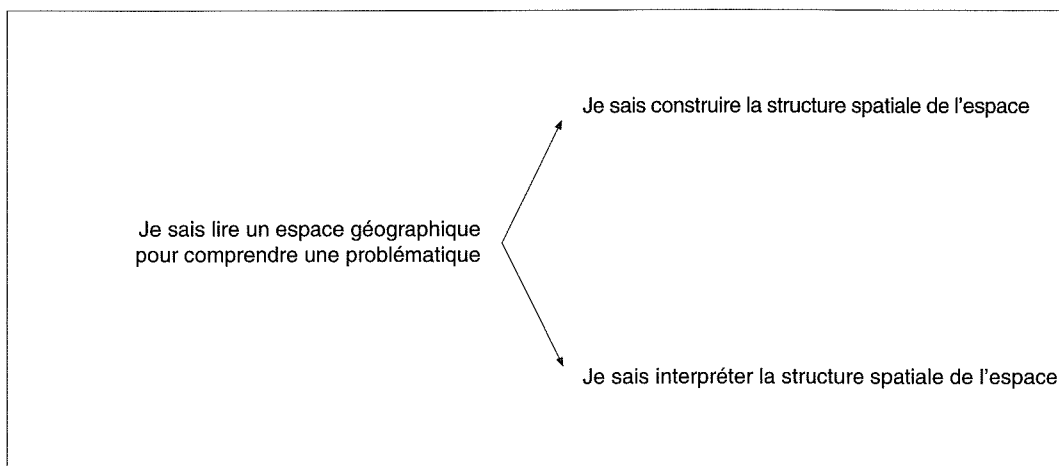 Je sais construire la structure spatiale de l'espace
Je sais lire un espace géographique
pour comprendre une problématique
Je sais interpréter la structure spatiale de l'espace